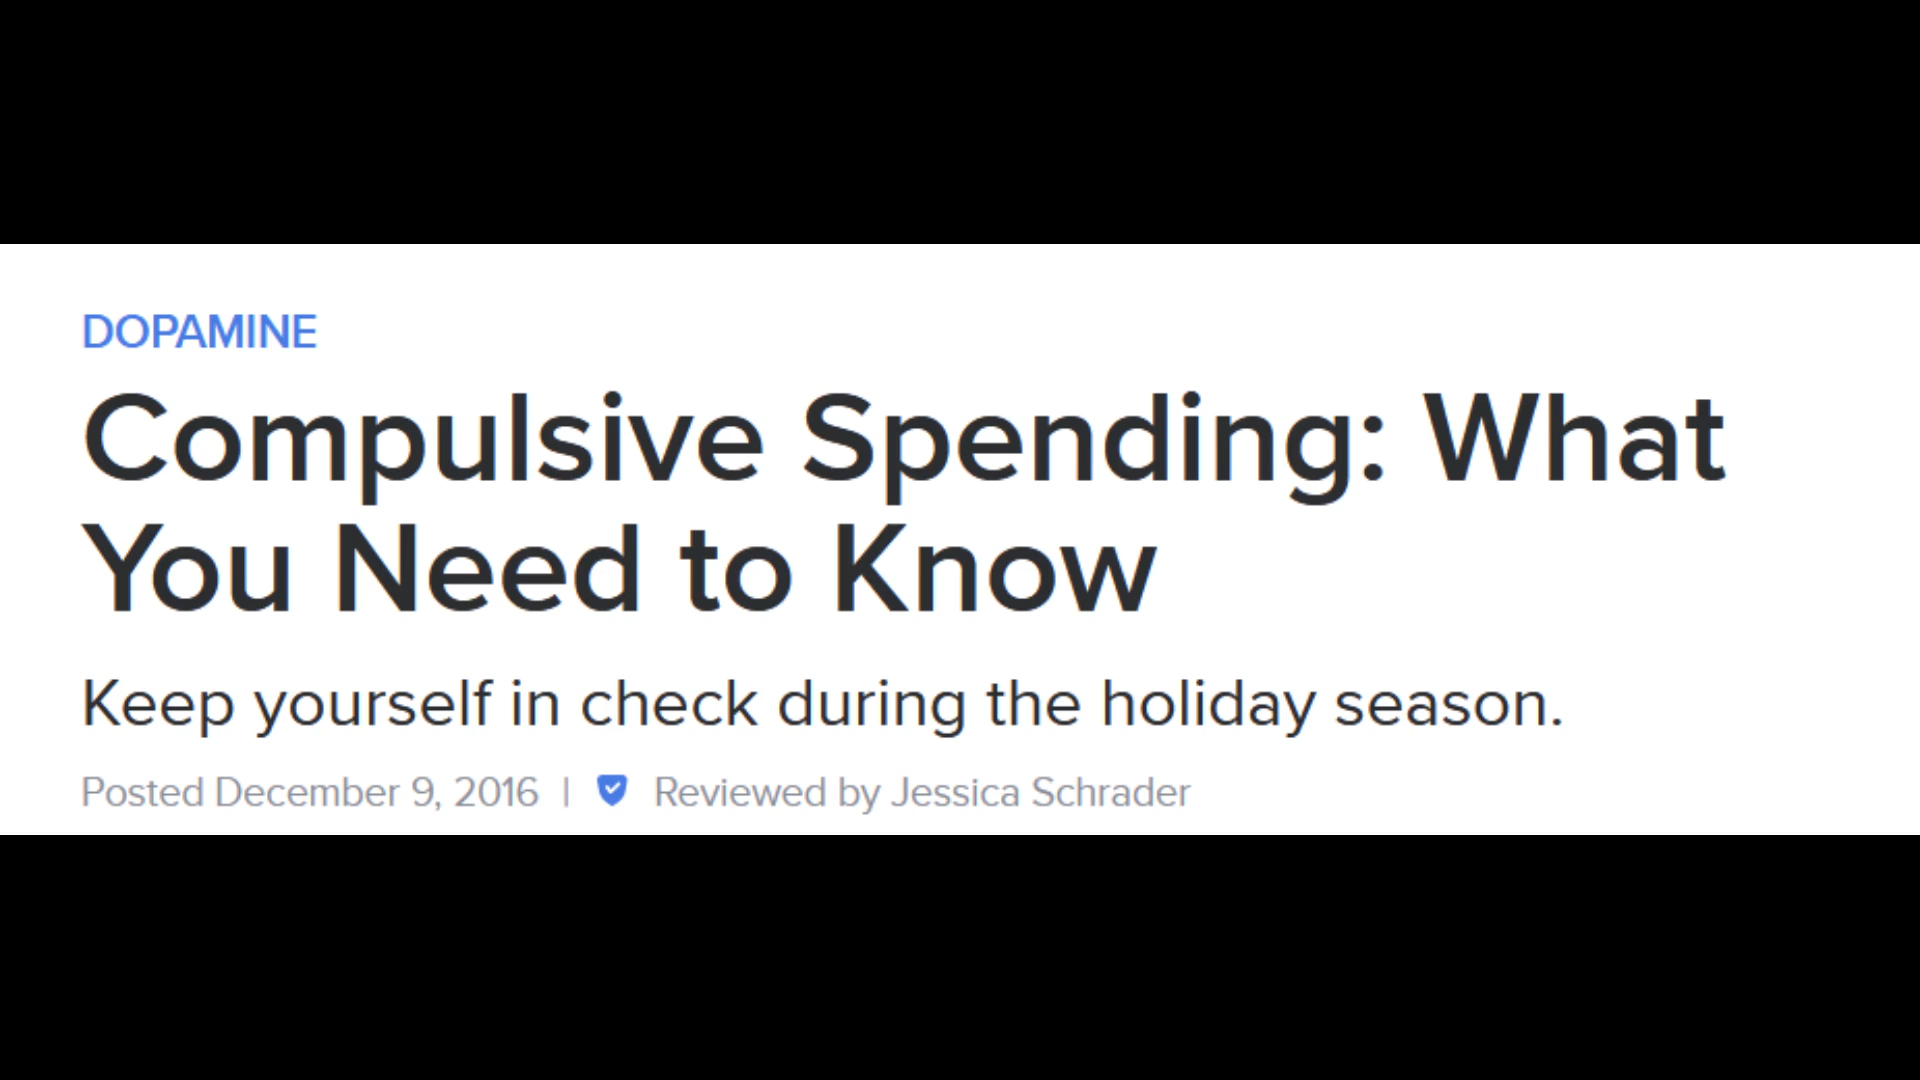 DOPAMINE
Compulsive Spending: What
You Need to Know
Keep yourself in check during the holiday season.
Posted December 9, 2016 | Reviewed by Jessica Schrader